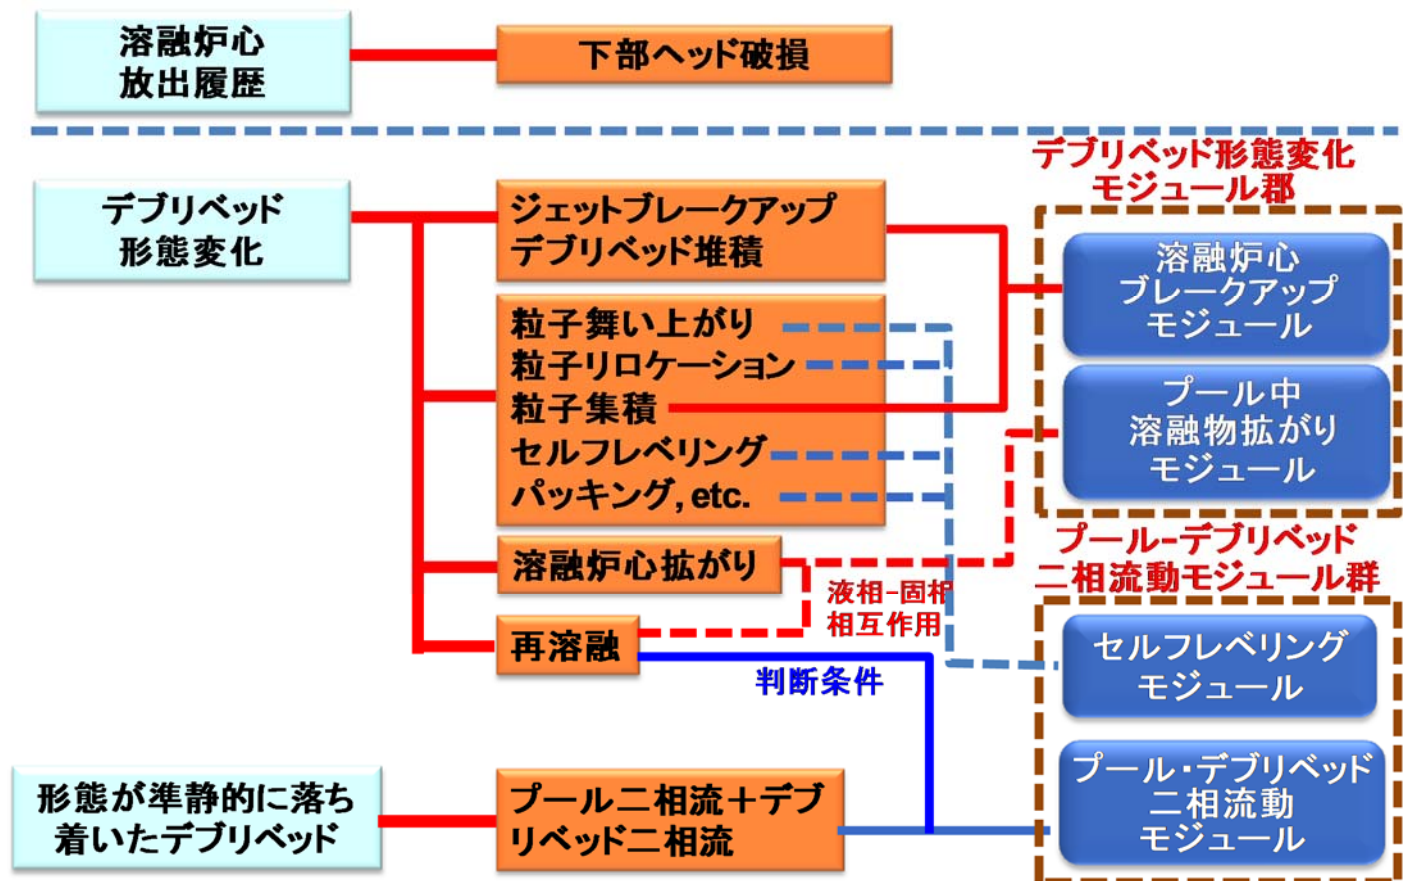 溶融炉心
放出履歴
下部ヘッド破損
デブリベッド形態変化
モジュール郡
デブリベッド
形態変化
ジェットブレークアップ
デブリベッド堆積
溶融炉心
ブレークアップ
モジュール
粒子舞い上がり
粒子リロケーション
粒子集積
セルフレベリング
パッキング, etc.
プール中
溶融物拡がり
モジュール
溶融炉心拡がり
液相-固相
相互作用
再溶融
判断条件
プール-デブリベッド
二相流動モジュール群
セルフレベリング
モジュール
形態が準静的に落ち
着いたデブリベッド
プール二相流＋デブ
リベッド二相流
プール・デブリベッド
二相流動
モジュール